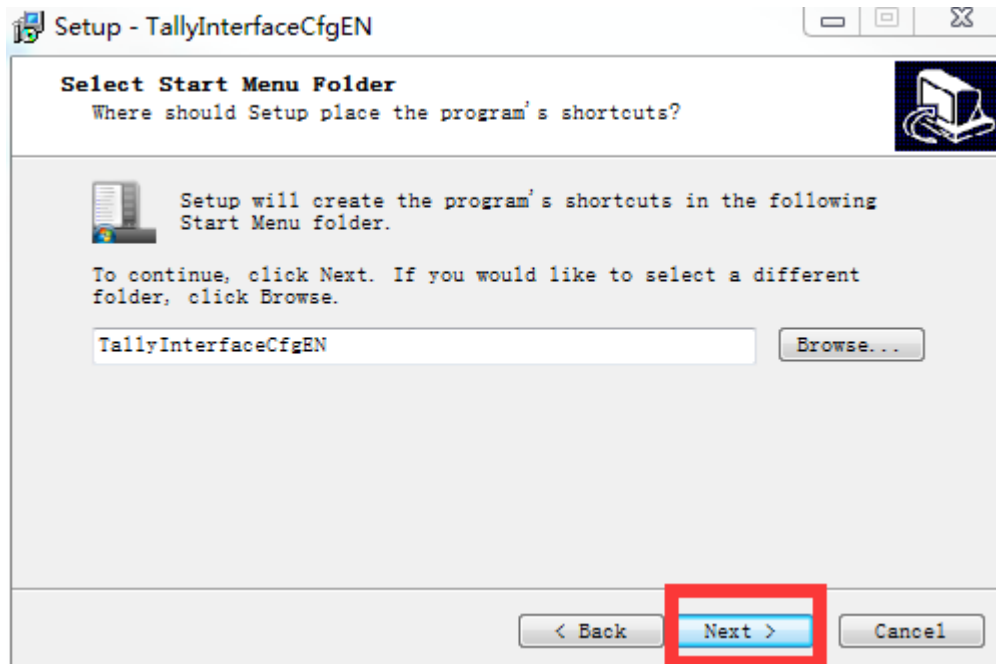 Setup - TallyInterfaceCfgEN
Select Start Menu Folder
Where should Setup place the program's shortcuts?
Setup will create the program's shortcuts in the following
Start Menu folder.
To continue, click Next. If you would like to select a different
folder, click Browse.
TallyInterfaceCfgEN
Browse...
< Back
Next >
Cancel